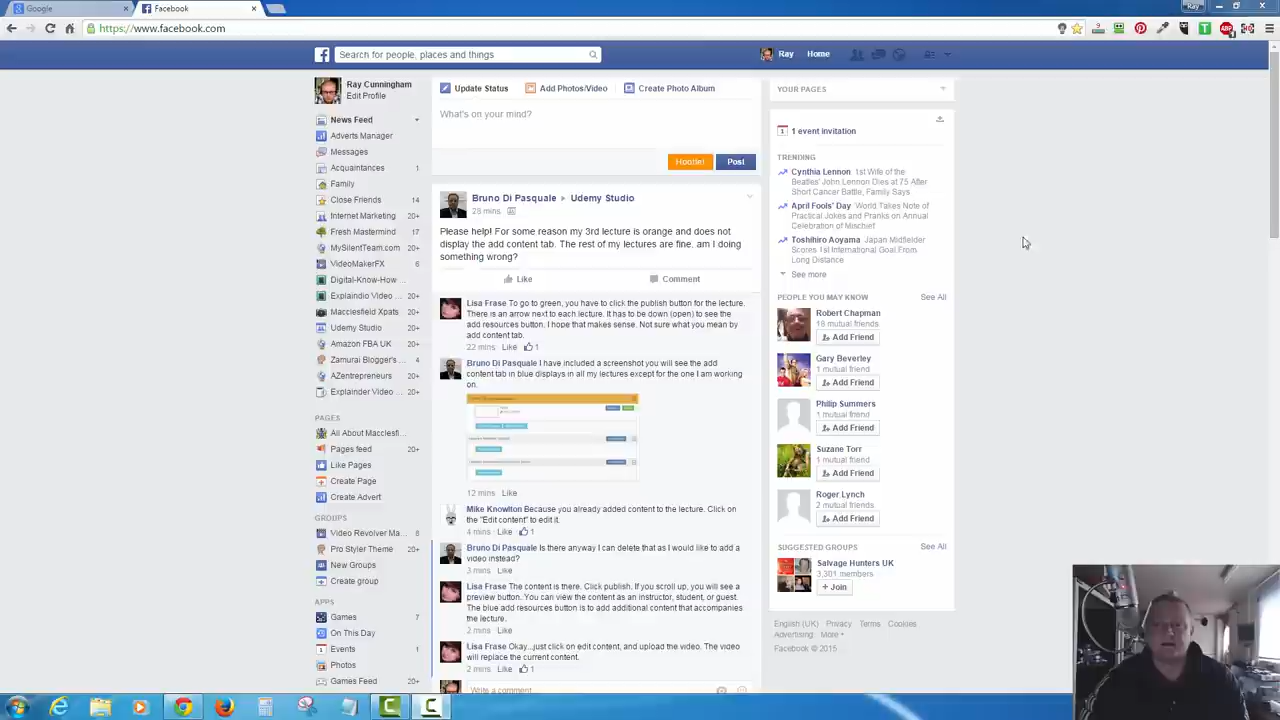 Google
Facebook
Ray
https://www.facebook.com
Search for people, places and things
Ray Home
Ray Cunningham
Edit Profile
News Feed
Adverts Manager
Messages
Acquaintances 1
Family
Close Friends 14
Internet Marketing 20+
Fresh Mastermind 17
MySilentTeam.com 20+
VideoMakerFX 6
Digital-Know-How ... 20+
Explaindio Video ... 20+
Macclesfield Xpats 20+
Udemy Studio 20+
Amazon FBA UK 20+
Zamurai Blogger's ... 4
AZentrepreneurs 20+
Explainder Video ... 20+
PAGES
All About Macclesfi...
Pages feed 20+
Like Pages
Create Page
Create Advert
GROUPS
Video Revolver Ma... 8
Pro Styler Theme 20+
New Groups
Create group
APPS
Games 7
On This Day
Events 1
Photos
Games Feed 20+
Update Status Add Photos/Video Create Photo Album
What's on your mind?
Hootle! Post
Bruno Di Pasquale ▸ Udemy Studio
28 mins
Please help! For some reason my 3rd lecture is orange and does not
display the add content tab. The rest of my lectures are fine. am I doing
something wrong?
Like Comment
Lisa Frase To go to green, you have to click the publish button for the lecture.
There is an arrow next to each lecture. It has to be down (open) to see the
add resources button. I hope that makes sense. Not sure what you mean by
add content tab.
22 mins Like 1
Bruno Di Pasquale I have included a screenshot you will see the add
content tab in blue displays in all my lectures except for the one I am working
on.
12 mins Like
Mike Knowlton Because you already added content to the lecture. Click on
the "Edit content" to edit it.
4 mins · Like · 1
Bruno Di Pasquale Is there anyway I can delete that as I would like to add a
video instead?
3 mins Like
Lisa Frase The content is there. Click publish. If you scroll up, you will see a
preview button. You can view the content as an instructor, student, or guest.
The blue add resources button is to add additional content that accompanies
the lecture.
2 mins · Like
Lisa Frase Okay...just click on edit content, and upload the video. The video
will replace the current content.
2 mins Like 1
Write a comment...
YOUR PAGES
1 event invitation
TRENDING
Cynthia Lennon 1st Wife of the
Beatles' John Lennon Dies at 75 After
Short Cancer Battle, Family Says
April Fools' Day World Takes Note of
Practical Jokes and Pranks on Annual
Celebration of Mischief
Toshihiro Aoyama Japan Midfielder
Scores 1st International Goal From
Long Distance
See more
PEOPLE YOU MAY KNOW See All
Robert Chapman
18 mutual friends
Add Friend
Gary Beverley
1 mutual friend
Add Friend
Philip Summers
1 mutual friend
Add Friend
Suzane Torr
1 mutual friend
Add Friend
Roger Lynch
2 mutual friends
Add Friend
SUGGESTED GROUPS See All
Salvage Hunters UK
3,301 members
+ Join
English (UK) Privacy Terms Cookies
Advertising More
Facebook © 2015